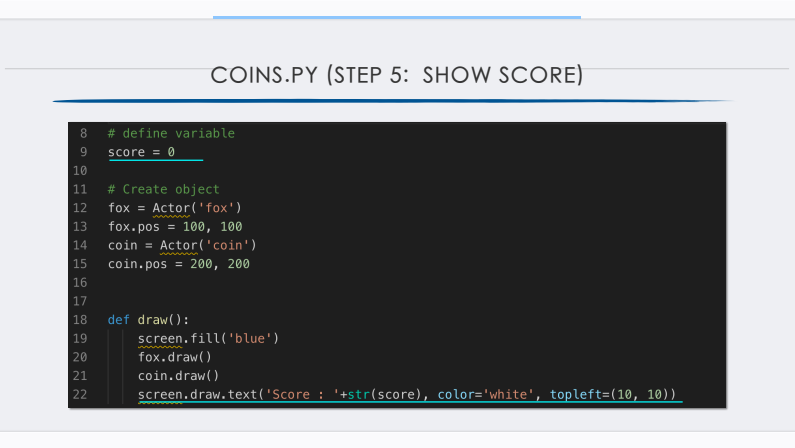 COINS.PY (STEP 5: SHOW SCORE)
8 # define variable
9 score = 0
10
11 # Create object
12 fox = Actor('fox')
13 fox.pos = 100, 100
14 coin = Actor('coin')
15 coin.pos = 200, 200
16
17
18 def draw():
19     screen.fill('blue')
20     fox.draw()
21     coin.draw()
22     screen.draw.text('Score : '+str(score), color='white', topleft=(10, 10))